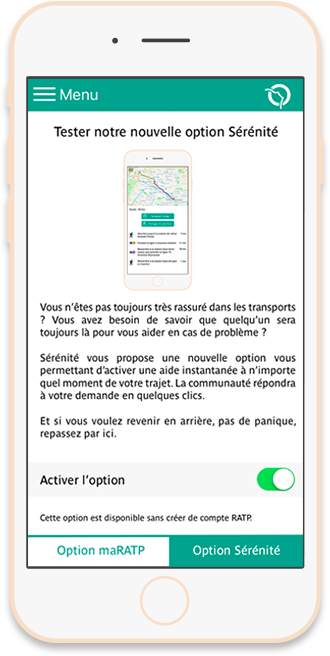 Menu
Tester notre nouvelle option Sérénité
Vous n'êtes pas toujours très rassuré dans les transports
? Vous avez besoin de savoir que quelqu'un sera
toujours là pour vous aider en cas de problème ?
Sérénité vous propose une nouvelle option vous
permettant d'activer une aide instantanée à n'importe
quel moment de votre trajet. La communauté répondra
à votre demande en quelques clics.
Et si vous voulez revenir en arrière, pas de panique,
repassez par ici.
Activer l'option
Cette option est disponible sans créer de compte RATP.
Option maRATP
Option Sérénité